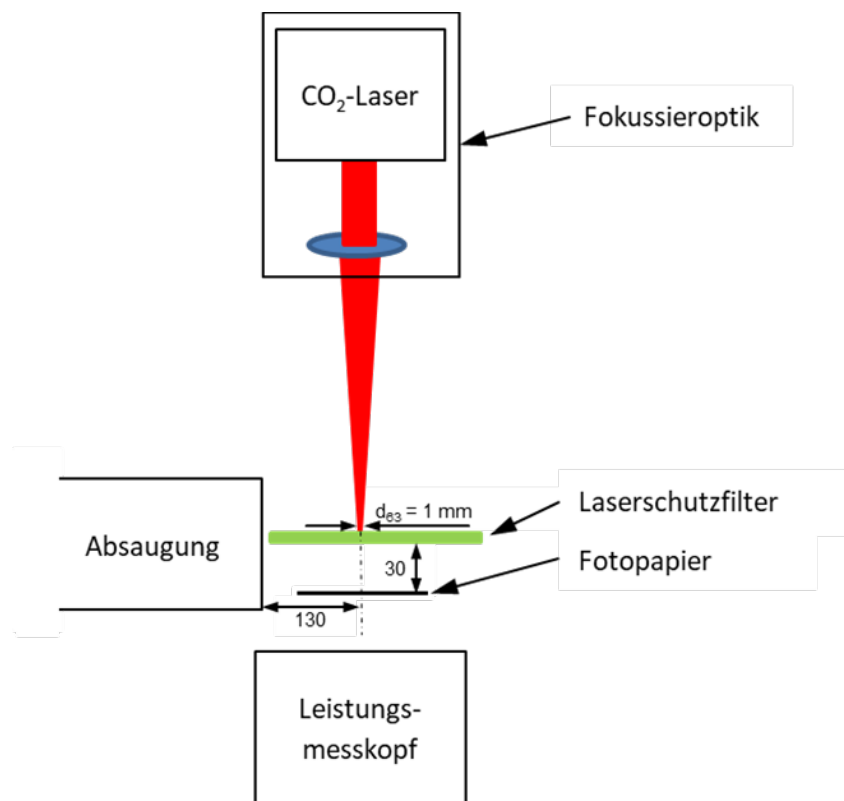 CO₂-Laser
Fokussieroptik
d₆₃ = 1 mm
Laserschutzfilter
Absaugung
Fotopapier
30
130
Leistungs-
messkopf